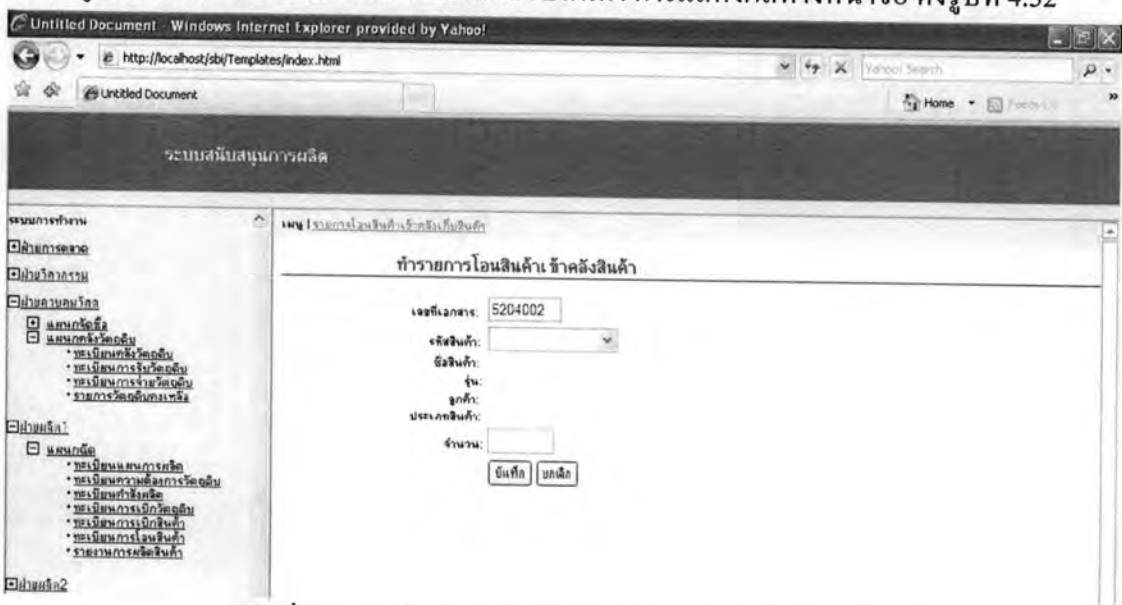 ดังรูปที่ 4.32
Untitled Document - Windows Internet Explorer provided by Yahoo!
http://localhost/sbi/Templates/index.html
Yahoo! Search
Untitled Document
Home
ระบบสนับสนุนการผลิต
ระบบการทำงาน
เมนู | รายการโอนสินค้าเข้าคลังเก็บสินค้า
ฝ่ายการตลาด
ทำรายการโอนสินค้าเข้าคลังสินค้า
ฝ่ายวิศวกรรม
ฝ่ายควบคุมวัสดุ
แผนกจัดซื้อ
แผนกคลังวัตถุดิบ
ทะเบียนคลังวัตถุดิบ
ทะเบียนการรับวัตถุดิบ
ทะเบียนการจ่ายวัตถุดิบ
รายการวัตถุดิบคงเหลือ
เลขที่เอกสาร: 5204002
รหัสสินค้า:
ชื่อสินค้า:
รุ่น:
ลูกค้า:
ประเภทสินค้า:
จำนวน:
บันทึก ยกเลิก
ฝ่ายผลิต1
แผนกฉีด
ทะเบียนแผนการผลิต
ทะเบียนความต้องการวัตถุดิบ
ทะเบียนกำลังผลิต
ทะเบียนการเบิกวัตถุดิบ
ทะเบียนการเบิกสินค้า
ทะเบียนการโอนสินค้า
รายงานการผลิตสินค้า
ฝ่ายผลิต2